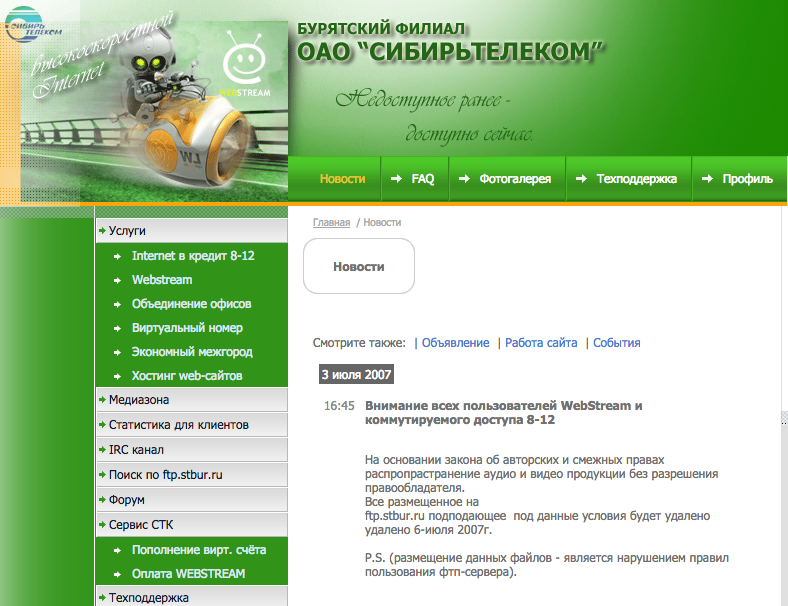 СИБИРЬ
ТЕЛЕКОМ
высокоскоростной
Internet
WEBSTREAM
БУРЯТСКИЙ ФИЛИАЛ
ОАО “СИБИРЬТЕЛЕКОМ”
Недоступное ранее -
доступно сейчас.
Новости
FAQ
Фотогалерея
Техподдержка
Профиль
Услуги
Internet в кредит 8-12
Webstream
Объединение офисов
Виртуальный номер
Экономный межгород
Хостинг web-сайтов
Медиазона
Статистика для клиентов
IRC канал
Поиск по ftp.stbur.ru
Форум
Сервис СТК
Пополнение вирт. счёта
Оплата WEBSTREAM
Техподдержка
Главная / Новости
Новости
Смотрите также: | Объявление | Работа сайта | События
3 июля 2007
16:45 Внимание всех пользователей WebStream и
коммутируемого доступа 8-12
На основании закона об авторских и смежных правах
распропространение аудио и видео продукции без разрешения
правообладателя.
Все размещенное на
ftp.stbur.ru подподающее под данные условия будет удалено
удалено 6-июля 2007г.
P.S. (размещение данных файлов - является нарушением правил
пользования фтп-сервера).